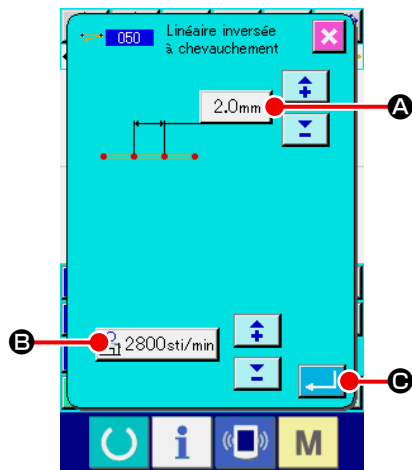 050
Linéaire inversée
à chevauchement
2.0mm
A
B
2800sti/min
C
i
M